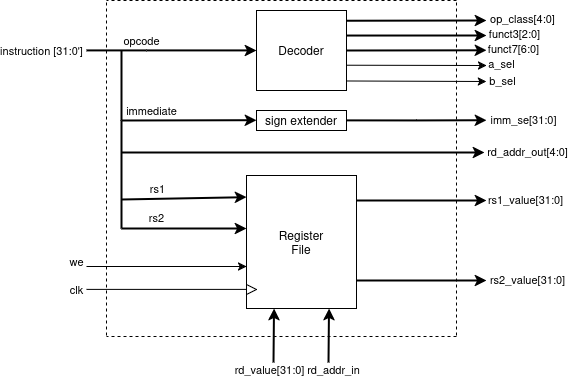 instruction [31:0']
opcode
Decoder
op_class[4:0]
funct3[2:0]
funct7[6:0]
a_sel
b_sel
immediate
sign extender
imm_se[31:0]
rd_addr_out[4:0]
rs1
rs2
Register
File
rs1_value[31:0]
rs2_value[31:0]
we
clk
rd_value[31:0] rd_addr_in